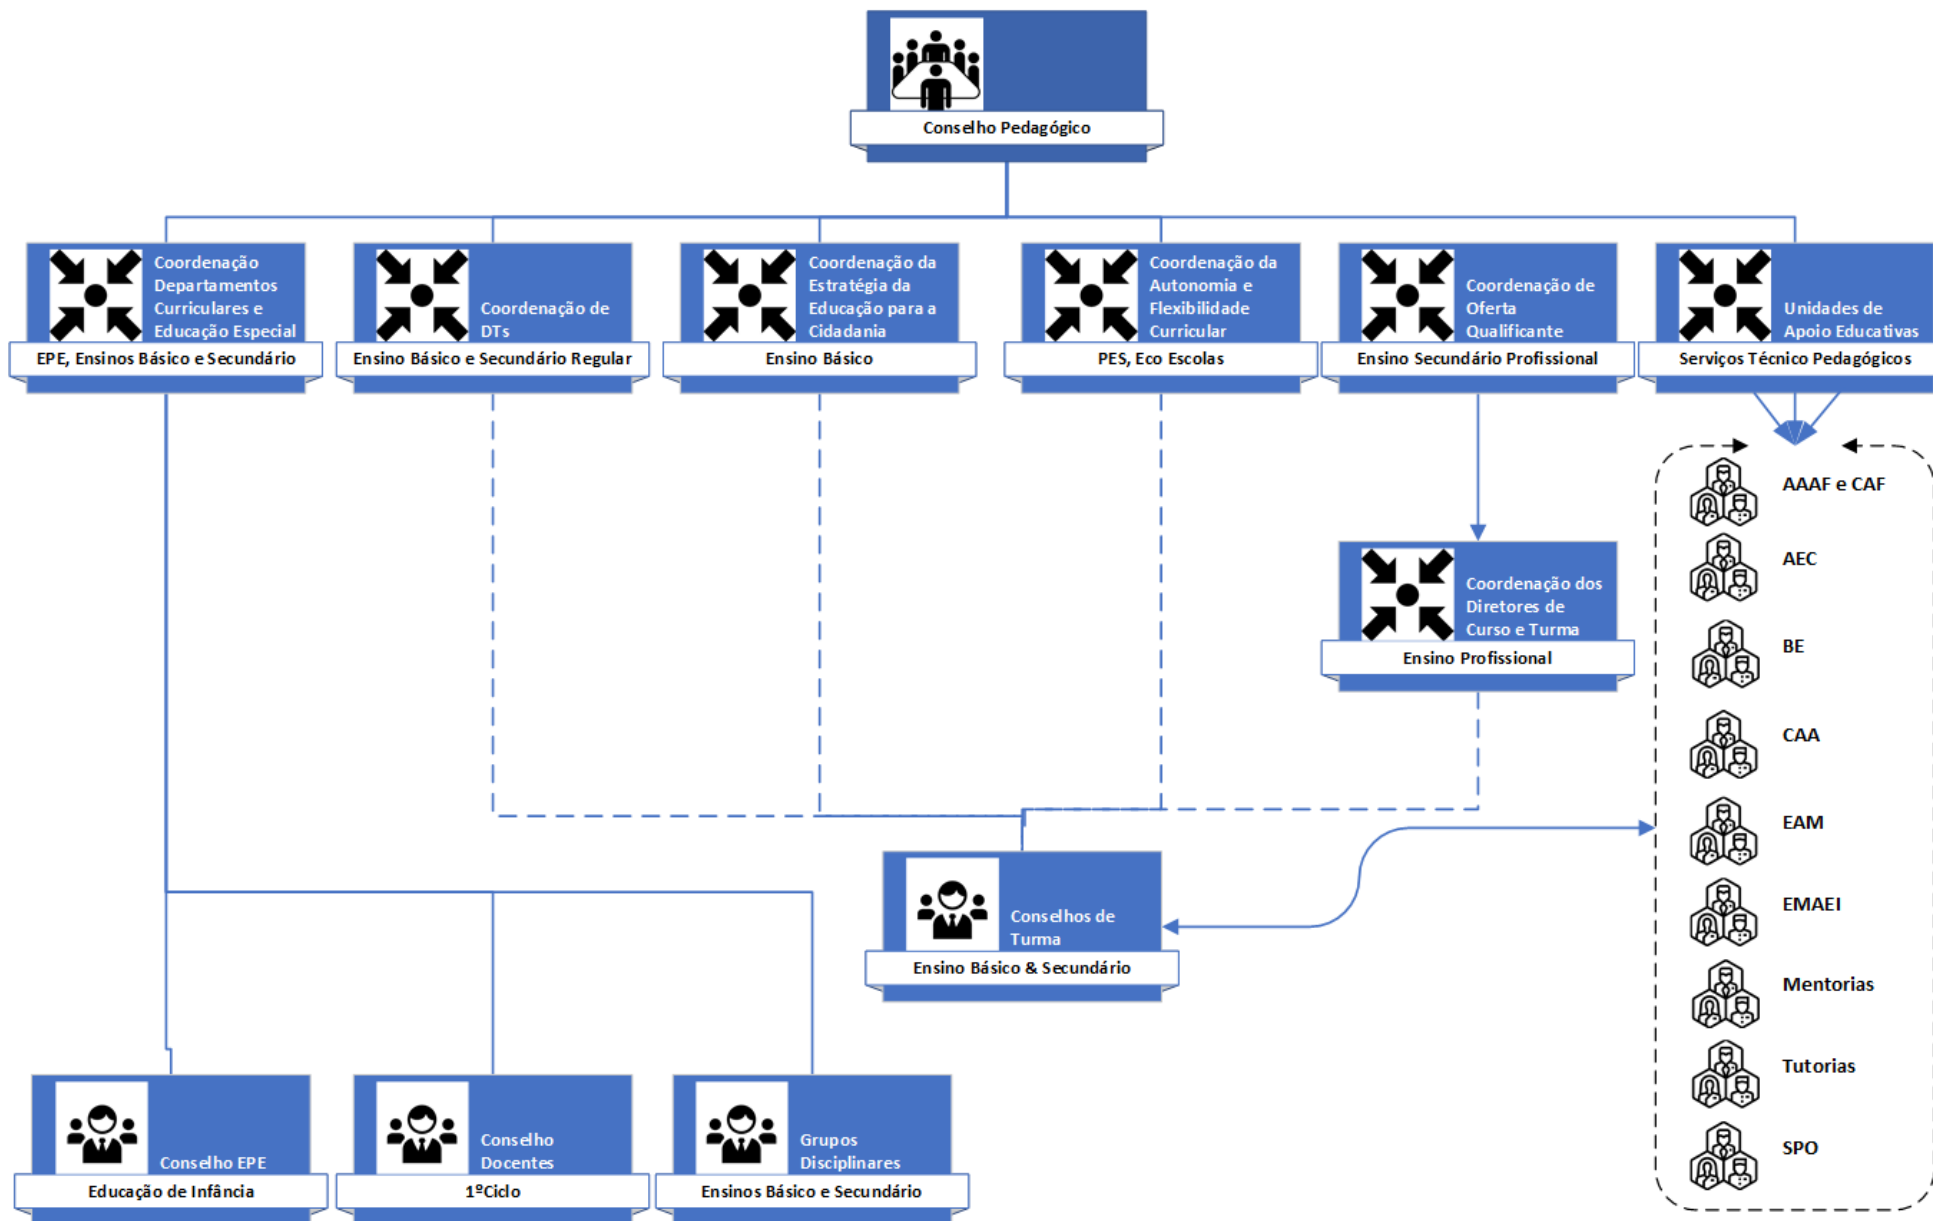 Conselho Pedagógico
Coordenação
Departamentos
Curriculares e
Educação Especial
EPE, Ensinos Básico e Secundário
Coordenação de
DTs
Ensino Básico e Secundário Regular
Coordenação da
Estratégia da
Educação para a
Cidadania
Ensino Básico
Coordenação da
Autonomia e
Flexibilidade
Curricular
PES, Eco Escolas
Coordenação de
Oferta
Qualificante
Ensino Secundário Profissional
Unidades de
Apoio Educativas
Serviços Técnico Pedagógicos
Coordenação dos
Diretores de
Curso e Turma
Ensino Profissional
AAAF e CAF
AEC
BE
CAA
EAM
EMAEI
Mentorias
Tutorias
SPO
Conselhos de
Turma
Ensino Básico & Secundário
Conselho EPE
Educação de Infância
Conselho
Docentes
1ºCiclo
Grupos
Disciplinares
Ensinos Básico e Secundário